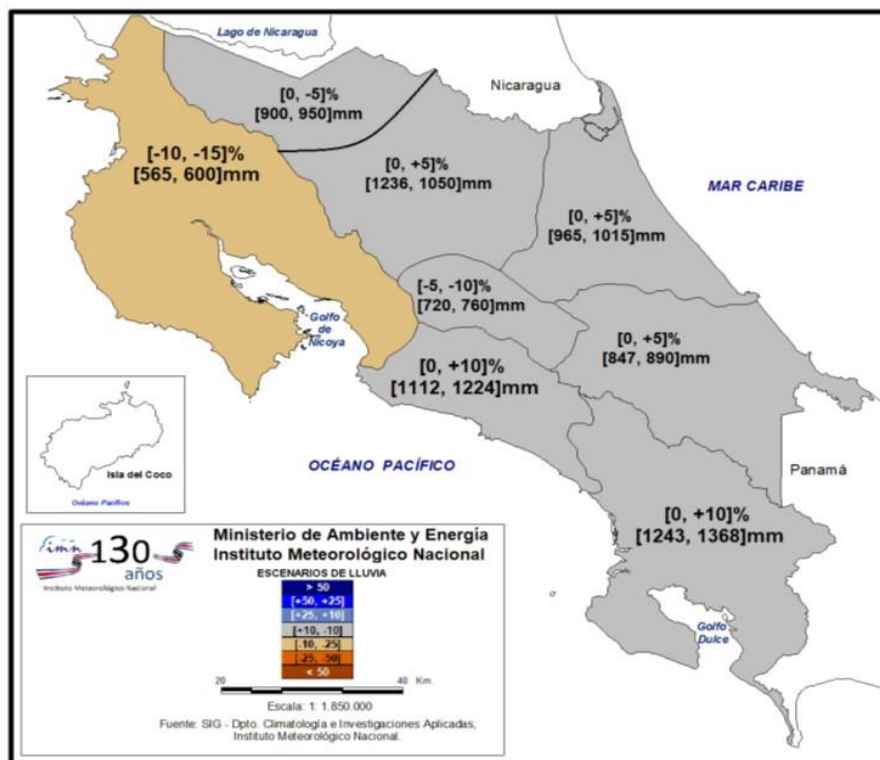 Lago de Nicaragua
Nicaragua
[0, -5]%
[900, 950]mm
[-10, -15]%
[565, 600]mm
[0, +5]%
[1236, 1050]mm
MAR CARIBE
[0, +5]%
[965, 1015]mm
[-5, -10]%
[720, 760]mm
Golfo
de
Nicoya
[0, +5]%
[847, 890]mm
[0, +10]%
[1112, 1224]mm
OCÉANO PACÍFICO
Panamá
Isla del Coco
Océano Pacífico
[0, +10]%
[1243, 1368]mm
Golfo
Dulce
imn 130
años
Instituto Meteorológico Nacional
Ministerio de Ambiente y Energía
Instituto Meteorológico Nacional
ESCENARIOS DE LLUVIA
> 50
[+50, +25]
[+25, +10]
[+10, -10]
[-10, -25]
[-25, -50]
< 50
20 0 20 40 Km.
Escala: 1: 1.850.000
Fuente: SIG - Dpto. Climatología e Investigaciones Aplicadas,
Instituto Meteorológico Nacional.